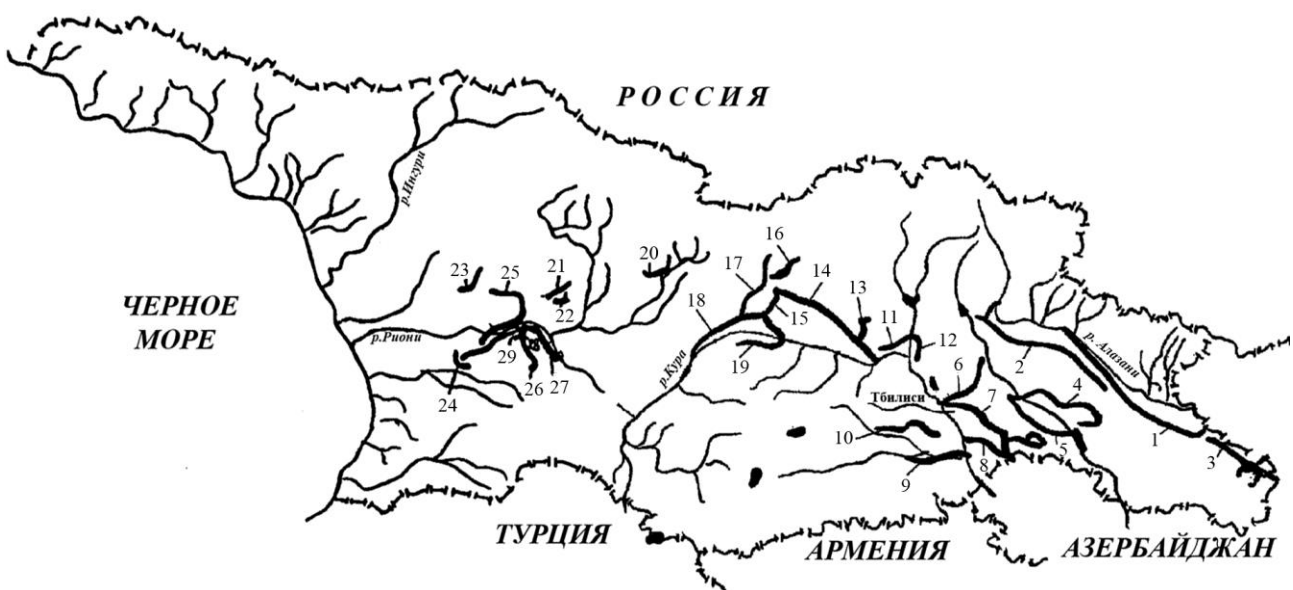 РОССИЯ
р.Ингури
ЧЕРНОЕ
МОРЕ
р.Риони
р.Кура
р.Алазани
Тбилиси
ТУРЦИЯ
АРМЕНИЯ
АЗЕРБАЙДЖАН
16
17
14
20
21
23
25
22
13
18
15
11
12
19
29
26
27
24
6
2
7
4
10
1
5
3
8
9